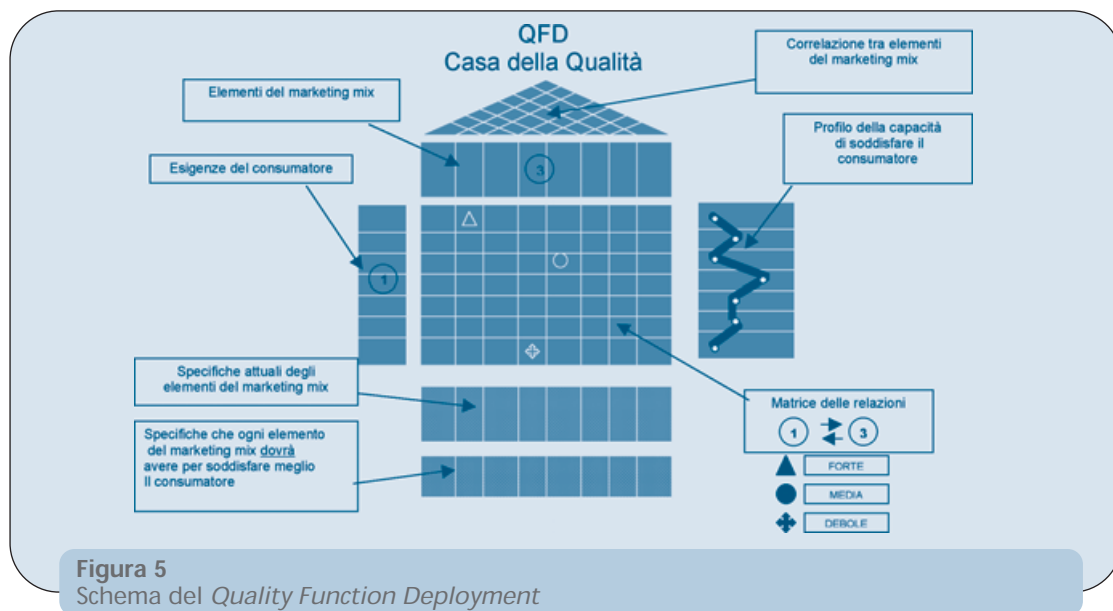 QFD
Casa della Qualità
Correlazione tra elementi
del marketing mix
Elementi del marketing mix
Profilo della capacità
di soddisfare il
consumatore
Esigenze del consumatore
3
1
Specifiche attuali degli
elementi del marketing mix
Matrice delle relazioni
1
3
Specifiche che ogni elemento
del marketing mix dovrà
avere per soddisfare meglio
Il consumatore
FORTE
MEDIA
DEBOLE
Figura 5
Schema del Quality Function Deployment